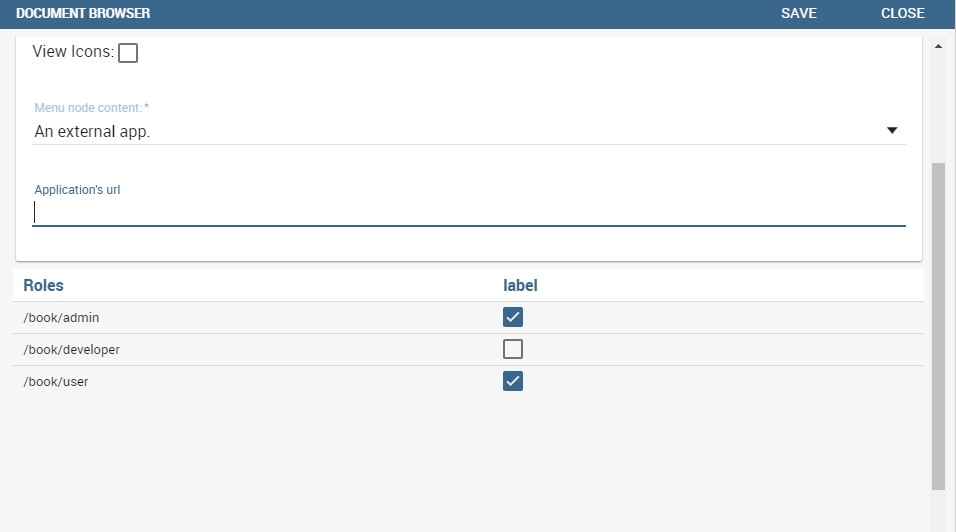 DOCUMENT BROWSER SAVE CLOSE
View Icons:
Menu node content: *
An external app.
Application's url
Roles label
/book/admin
/book/developer
/book/user